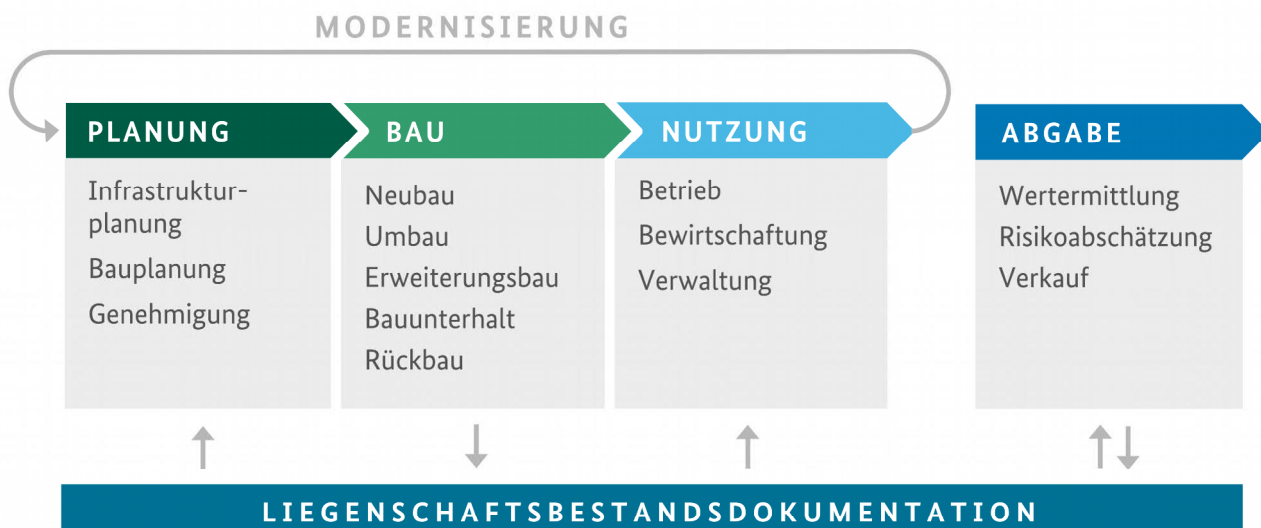 MODERNISIERUNG
PLANUNG
Infrastruktur-
planung
Bauplanung
Genehmigung
BAU
Neubau
Umbau
Erweiterungsbau
Bauunterhalt
Rückbau
NUTZUNG
Betrieb
Bewirtschaftung
Verwaltung
ABGABE
Wertermittlung
Risikoabschätzung
Verkauf
LIEGENSCHAFTSBESTANDSDOKUMENTATION